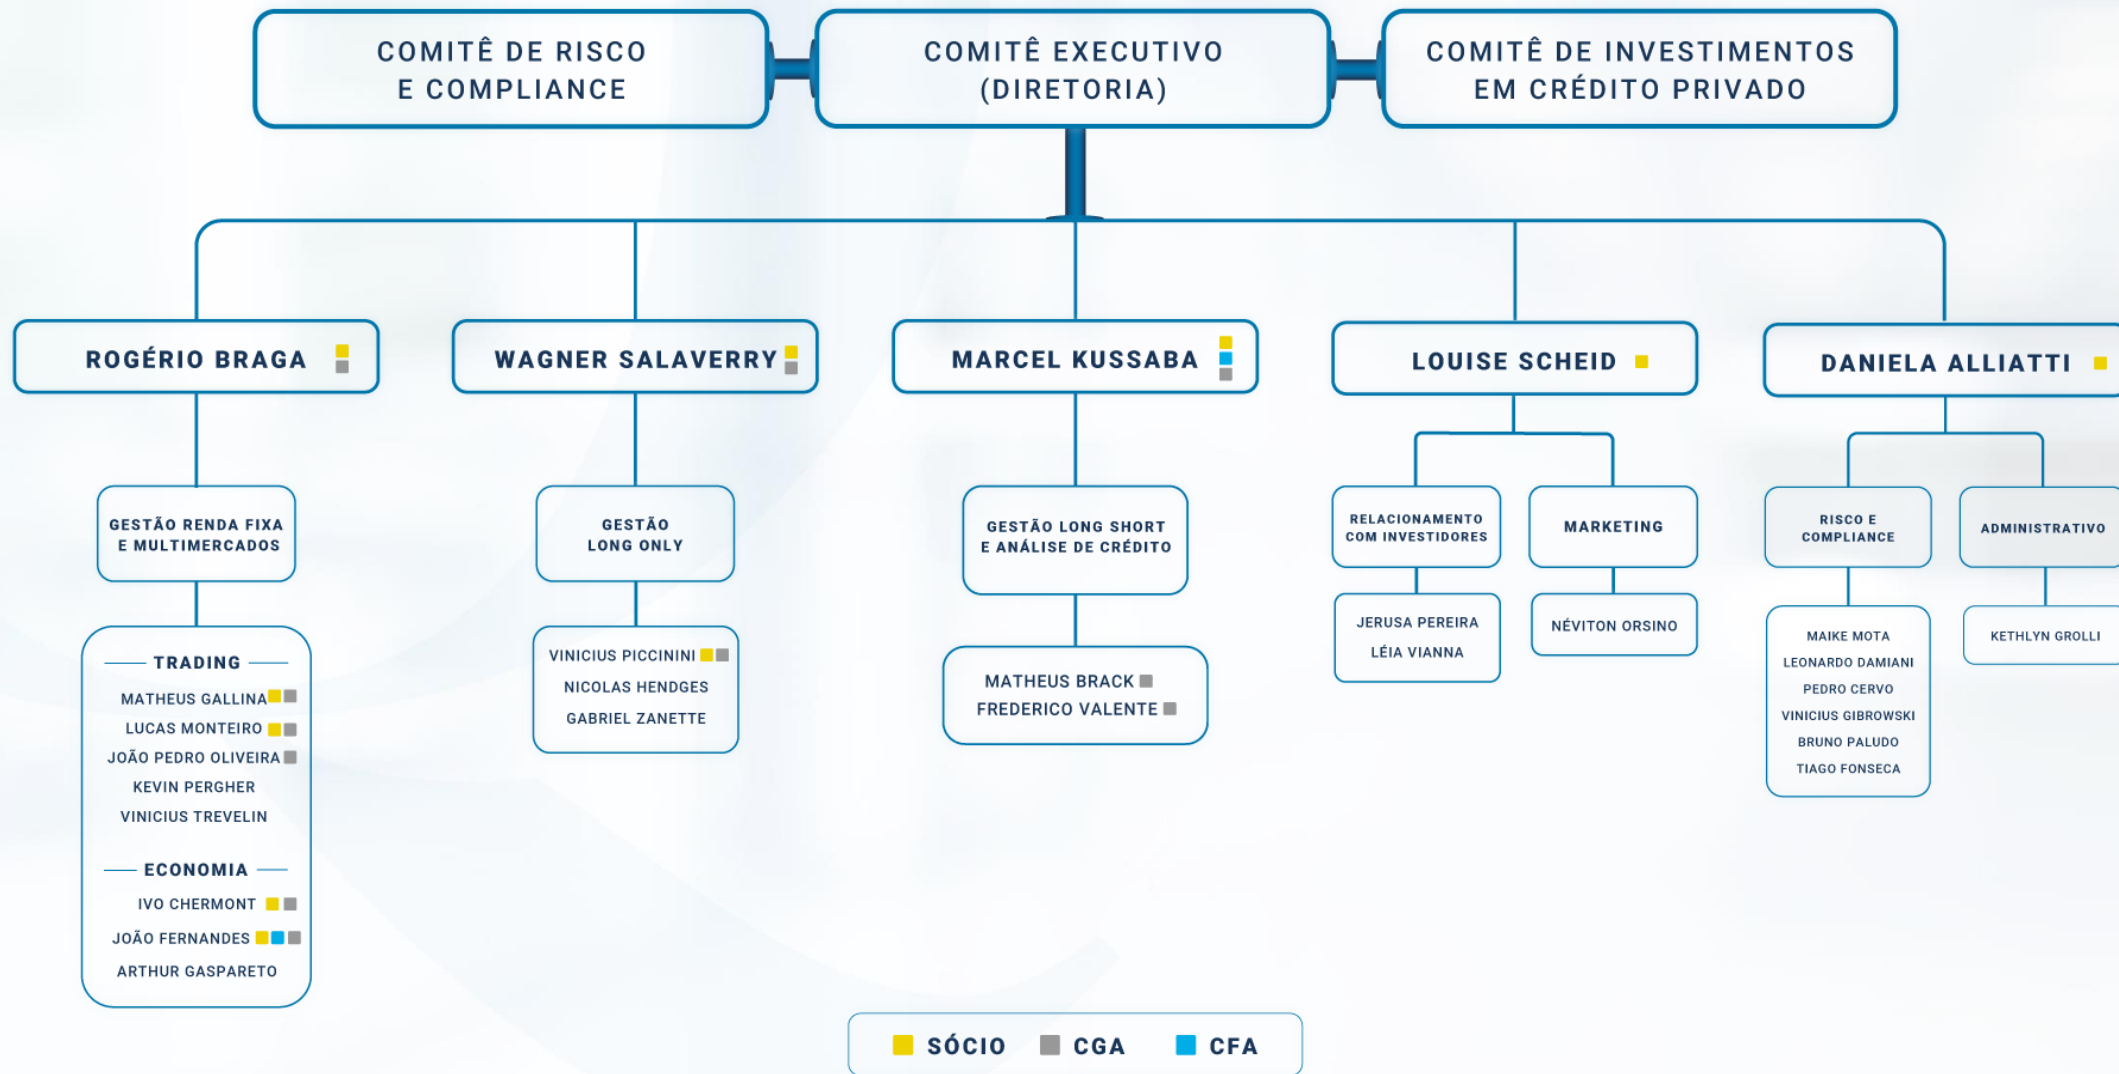 COMITÊ DE RISCO
E COMPLIANCE
COMITÊ EXECUTIVO
(DIRETORIA)
COMITÊ DE INVESTIMENTOS
EM CRÉDITO PRIVADO
ROGÉRIO BRAGA
WAGNER SALAVERRY
MARCEL KUSSABA
LOUISE SCHEID
DANIELA ALLIATTI
GESTÃO RENDA FIXA
E MULTIMERCADOS
TRADING
MATHEUS GALLINA
LUCAS MONTEIRO
JOÃO PEDRO OLIVEIRA
KEVIN PERGHER
VINICIUS TREVELIN
ECONOMIA
IVO CHERMONT
JOÃO FERNANDES
ARTHUR GASPARETO
GESTÃO
LONG ONLY
VINICIUS PICCININI
NICOLAS HENDGES
GABRIEL ZANETTE
GESTÃO LONG SHORT
E ANÁLISE DE CRÉDITO
MATHEUS BRACK
FREDERICO VALENTE
RELACIONAMENTO
COM INVESTIDORES
JERUSA PEREIRA
LÉIA VIANNA
MARKETING
NÉVITON ORSINO
RISCO E
COMPLIANCE
MAIKE MOTA
LEONARDO DAMIANI
PEDRO CERVO
VINICIUS GIBROWSKI
BRUNO PALUDO
TIAGO FONSECA
ADMINISTRATIVO
KETHLYN GROLLI
SÓCIO
CGA
CFA